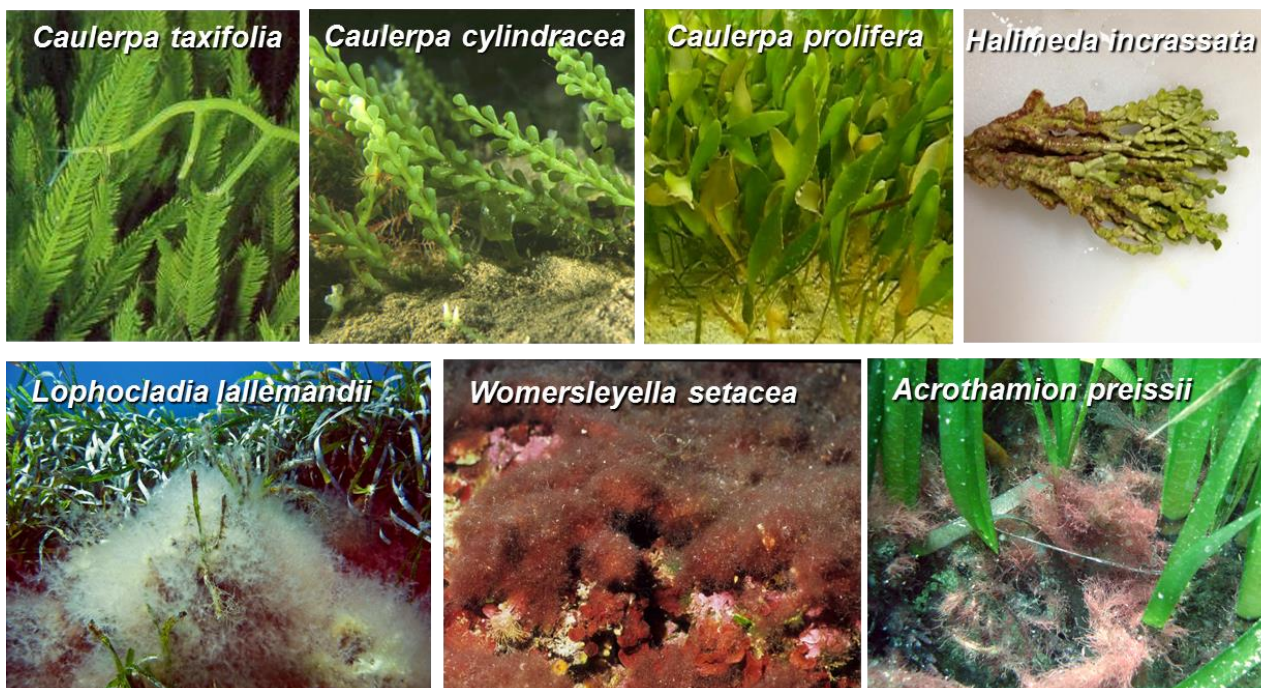 Caulerpa taxifolia
Caulerpa cylindracea
Caulerpa prolifera
Halimeda incrassata
Lophocladia lallemandii
Womersleyella setacea
Acrothamion preissii